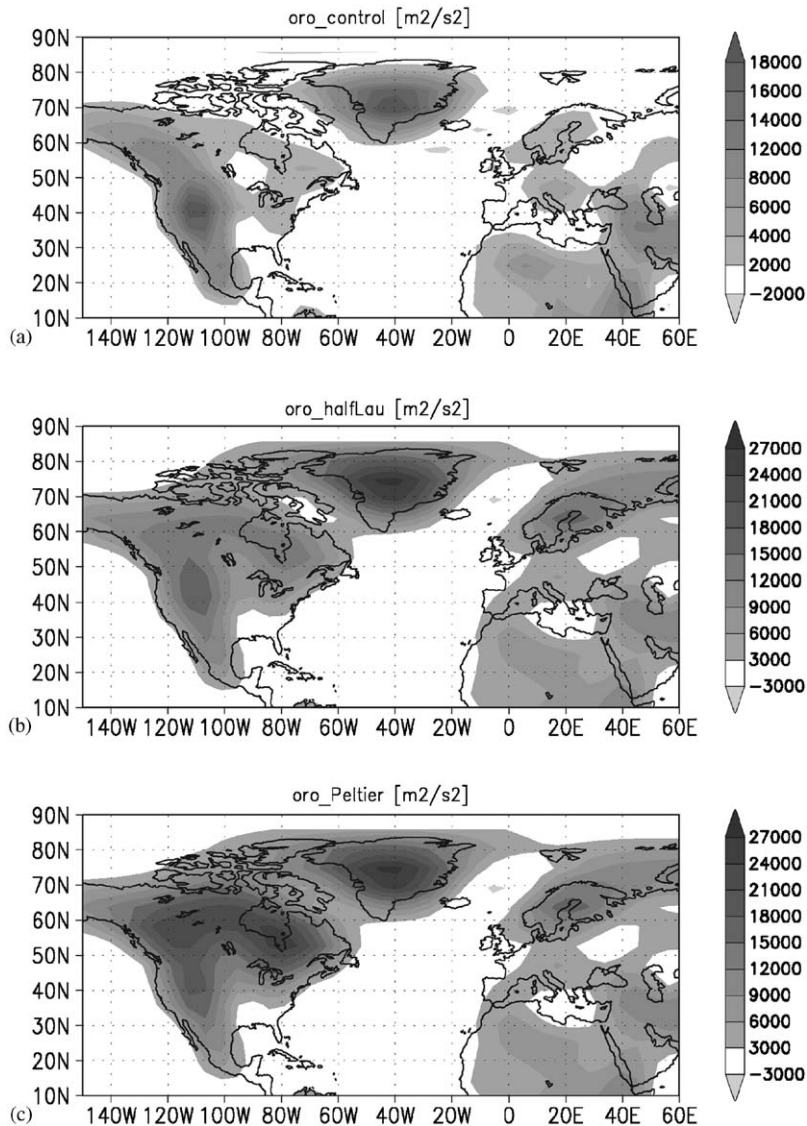 oro_control [m2/s2]
90N
80N
70N
60N
50N
40N
30N
20N
10N
140W 120W 100W 80W 60W 40W 20W 0 20E 40E 60E
18000
16000
14000
12000
8000
6000
4000
2000
−2000
(a)
oro_halfLau [m2/s2]
90N
80N
70N
60N
50N
40N
30N
20N
10N
140W 120W 100W 80W 60W 40W 20W 0 20E 40E 60E
27000
24000
21000
18000
15000
12000
9000
6000
3000
−3000
(b)
oro_Peltier [m2/s2]
90N
80N
70N
60N
50N
40N
30N
20N
10N
140W 120W 100W 80W 60W 40W 20W 0 20E 40E 60E
27000
24000
21000
18000
15000
12000
9000
6000
3000
−3000
(c)